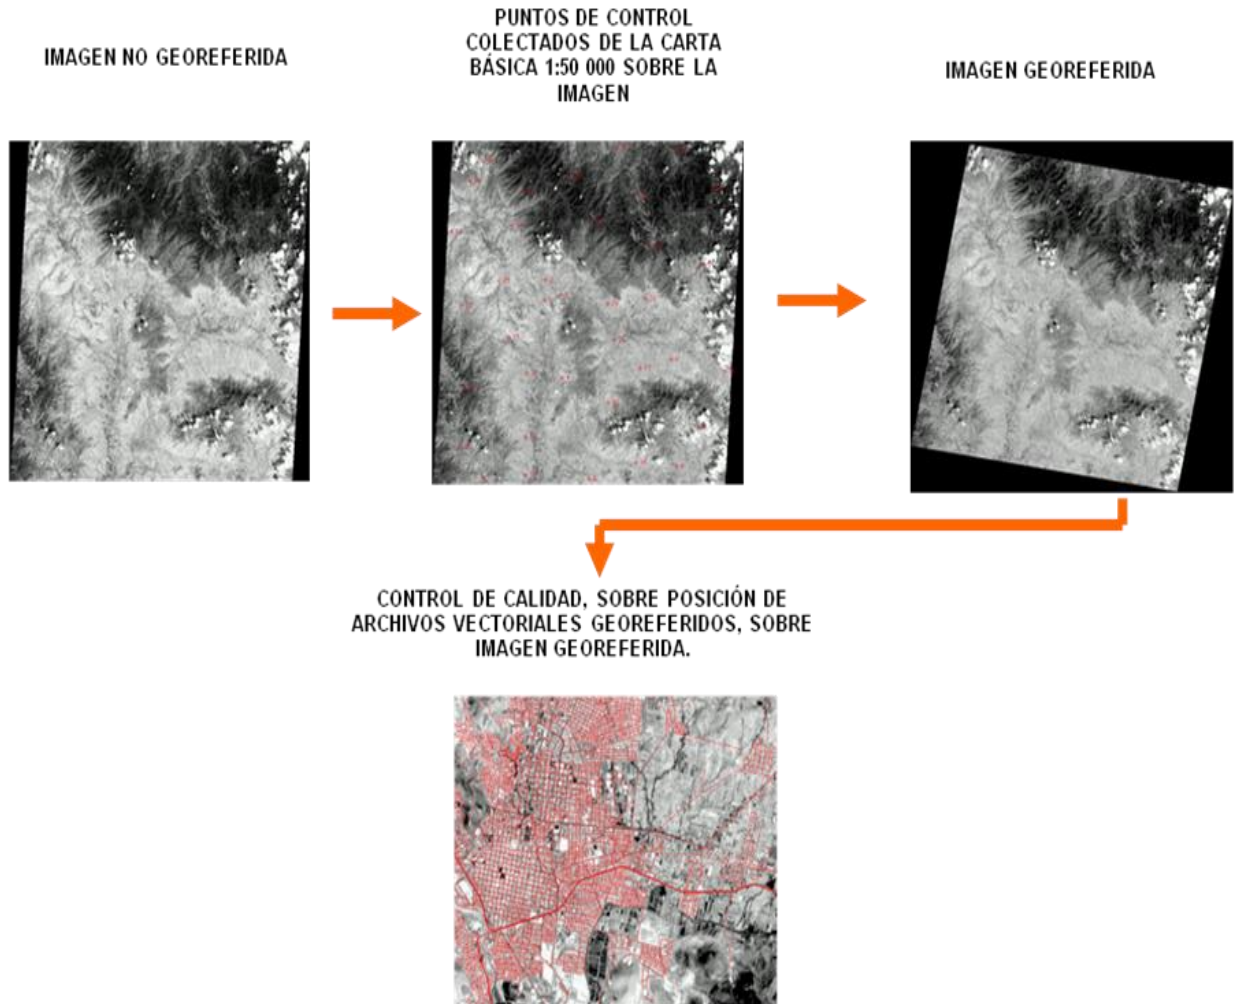 IMAGEN NO GEOREFERIDA
PUNTOS DE CONTROL
COLECTADOS DE LA CARTA
BÁSICA 1:50 000 SOBRE LA
IMAGEN
IMAGEN GEOREFERIDA
CONTROL DE CALIDAD, SOBRE POSICIÓN DE
ARCHIVOS VECTORIALES GEOREFERIDOS, SOBRE
IMAGEN GEOREFERIDA.